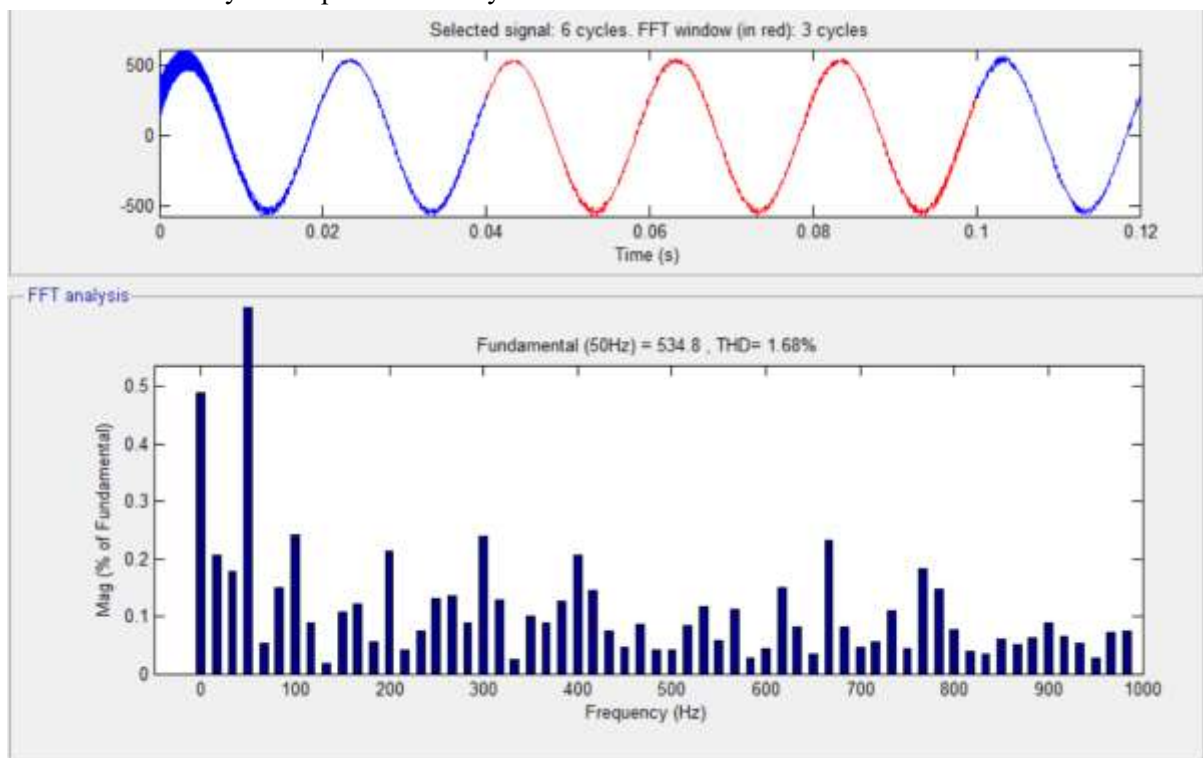 Selected signal: 6 cycles. FFT window (in red): 3 cycles
500
0
-500
0 0.02 0.04 0.06 0.08 0.1 0.12
Time (s)
FFT analysis
Fundamental (50Hz) = 534.8 , THD= 1.68%
Mag (% of Fundamental)
0.5
0.4
0.3
0.2
0.1
0
0 100 200 300 400 500 600 700 800 900 1000
Frequency (Hz)